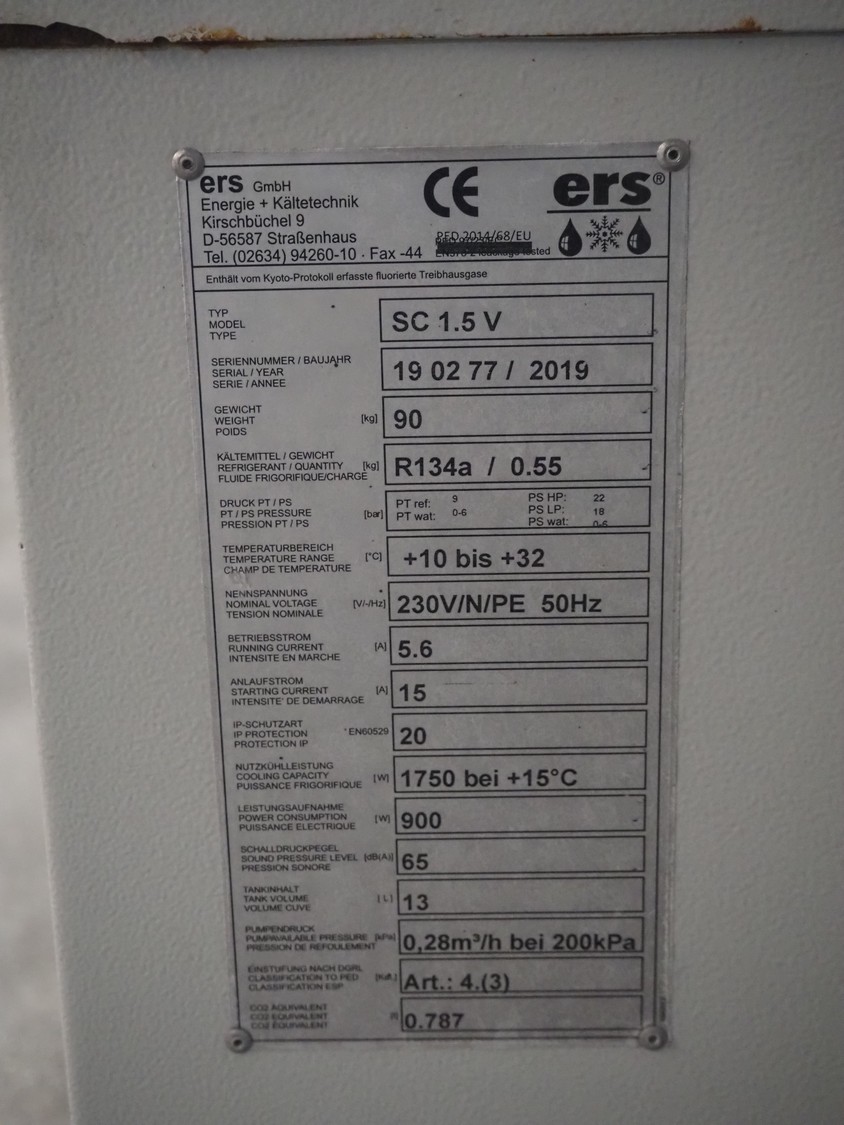 ers GmbH
Energie + Kältetechnik
Kirschbüchel 9
D-56587 Straßenhaus
Tel. (02634) 94260-10 · Fax -44
CE
PED 2014/68/EU
tested
ers®
Enthält vom Kyoto-Protokoll erfasste fluorierte Treibhausgase
TYP
MODEL
TYPE
SC 1.5 V
SERIENNUMMER / BAUJAHR
SERIAL / YEAR
SERIE / ANNEE
19 02 77 / 2019
GEWICHT
WEIGHT [kg]
POIDS
90
KÄLTEMITTEL / GEWICHT
REFRIGERANT / QUANTITY [kg]
FLUIDE FRIGORIFIQUE/CHARGE
R134a / 0.55
DRUCK PT / PS
PT / PS PRESSURE [bar]
PRESSION PT / PS
PT ref: 9 PS HP: 22
PT wat: 0-6 PS LP: 18
PS wat: 0-6
TEMPERATURBEREICH
TEMPERATURE RANGE [°C]
CHAMP DE TEMPERATURE
+10 bis +32
NENNSPANNUNG
NOMINAL VOLTAGE [V/-/Hz]
TENSION NOMINALE
230V/N/PE 50Hz
BETRIEBSSTROM
RUNNING CURRENT [A]
INTENSITE EN MARCHE
5.6
ANLAUFSTROM
STARTING CURRENT [A]
INTENSITE' DE DEMARRAGE
15
IP-SCHUTZART
IP PROTECTION EN60529
PROTECTION IP
20
NUTZKÜHLLEISTUNG
COOLING CAPACITY [W]
PUISSANCE FRIGORIFIQUE
1750 bei +15°C
LEISTUNGSAUFNAHME
POWER CONSUMPTION [W]
PUISSANCE ELECTRIQUE
900
SCHALLDRUCKPEGEL
SOUND PRESSURE LEVEL [dB(A)]
PRESSION SONORE
65
TANKINHALT
TANK VOLUME [L]
VOLUME CUVE
13
PUMPENDRUCK
PUMPAVAILABLE PRESSURE [kPa]
PRESSION DE REFOULEMENT
0,28m³/h bei 200kPa
EINSTUFUNG NACH DGRL
CLASSIFICATION TO PED [Kat.]
CLASSIFICATION ESP
Art.: 4.(3)
CO2 ÄQUIVALENT
CO2 EQUIVALENT
CO2 EQUIVALENT
0.787